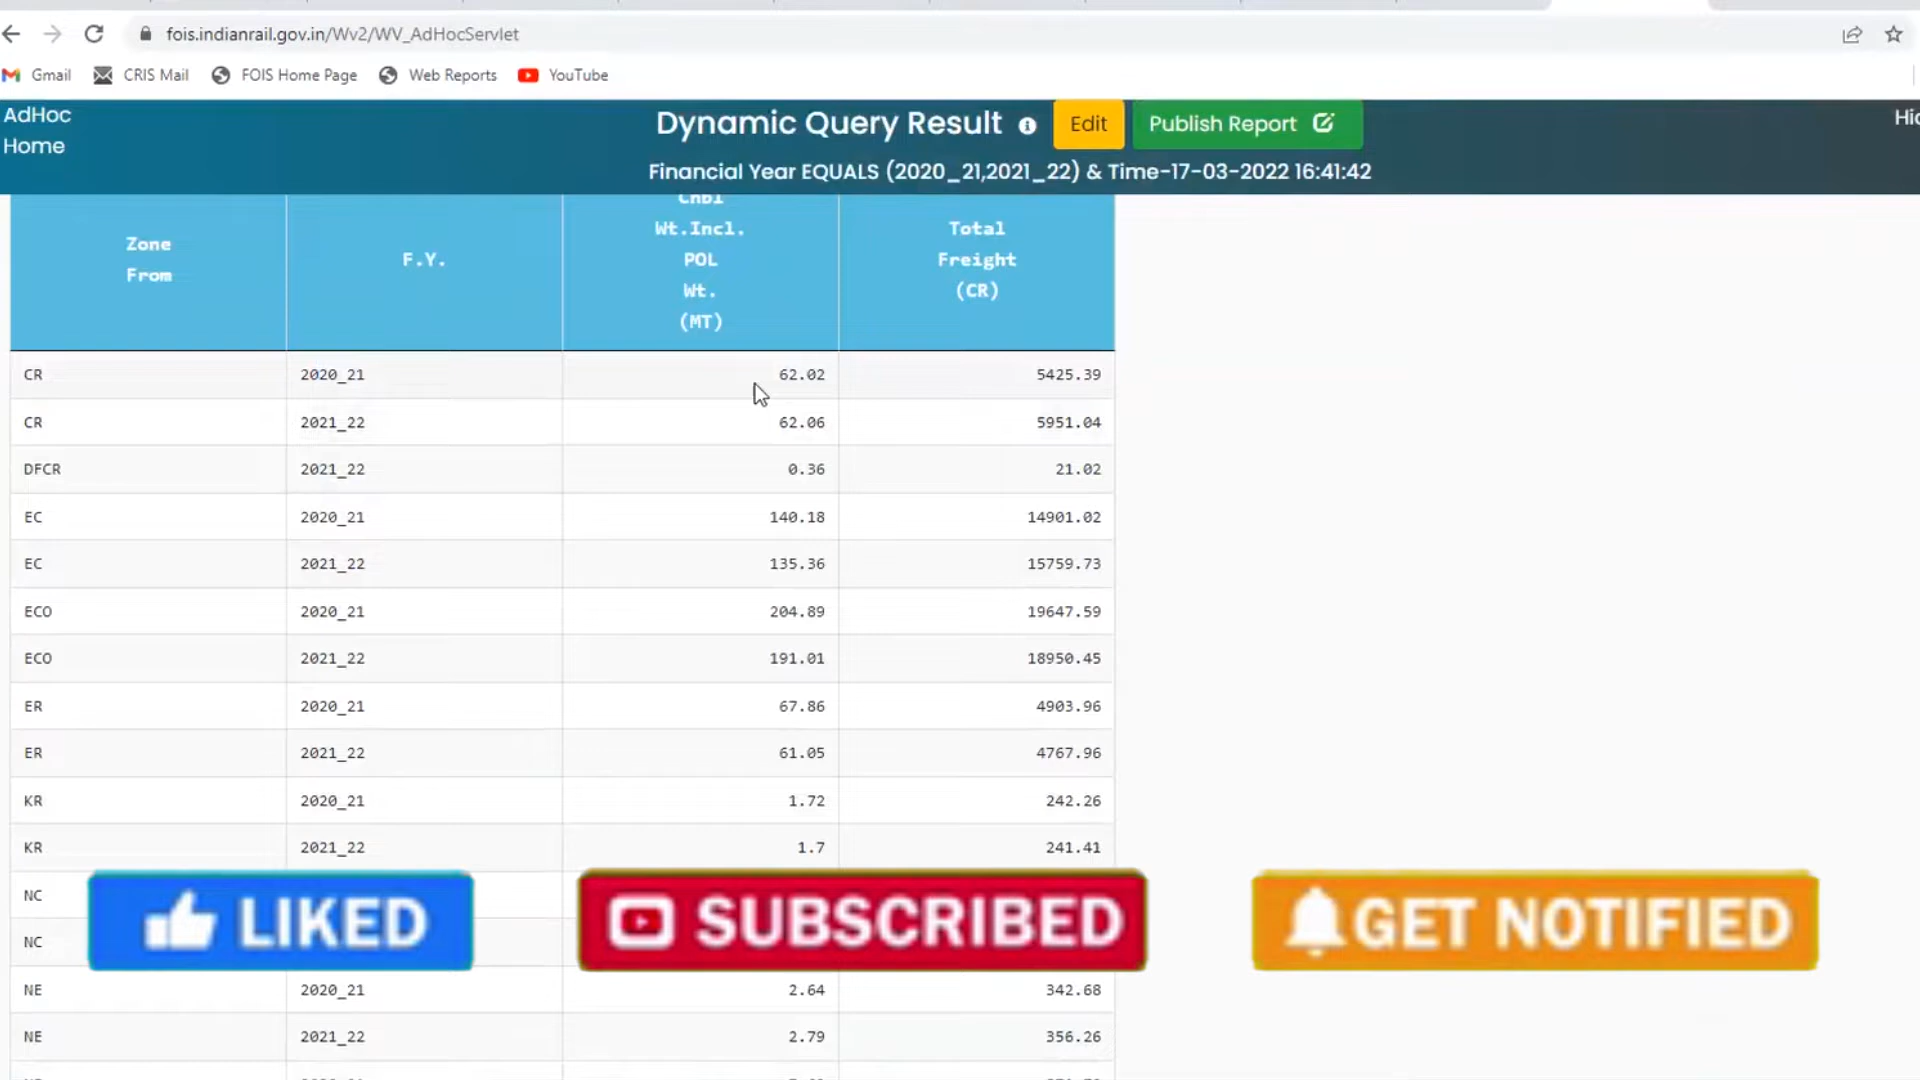 fois.indianrail.gov.in/Wv2/WV_AdHocServlet
Gmail CRIS Mail FOIS Home Page Web Reports YouTube
AdHoc
Home
Dynamic Query Result Edit Publish Report
Financial Year EQUALS (2020_21,2021_22) & Time-17-03-2022 16:41:42
Zone
From
F.Y.
Chbl
Wt.Incl.
POL
Wt.
(MT)
Total
Freight
(CR)
CR 2020_21 62.02 5425.39
CR 2021_22 62.06 5951.04
DFCR 2021_22 0.36 21.02
EC 2020_21 140.18 14901.02
EC 2021_22 135.36 15759.73
ECO 2020_21 204.89 19647.59
ECO 2021_22 191.01 18950.45
ER 2020_21 67.86 4903.96
ER 2021_22 61.05 4767.96
KR 2020_21 1.72 242.26
KR 2021_22 1.7 241.41
NC
LIKED SUBSCRIBED GET NOTIFIED
NC
NE 2020_21 2.64 342.68
NE 2021_22 2.79 356.26